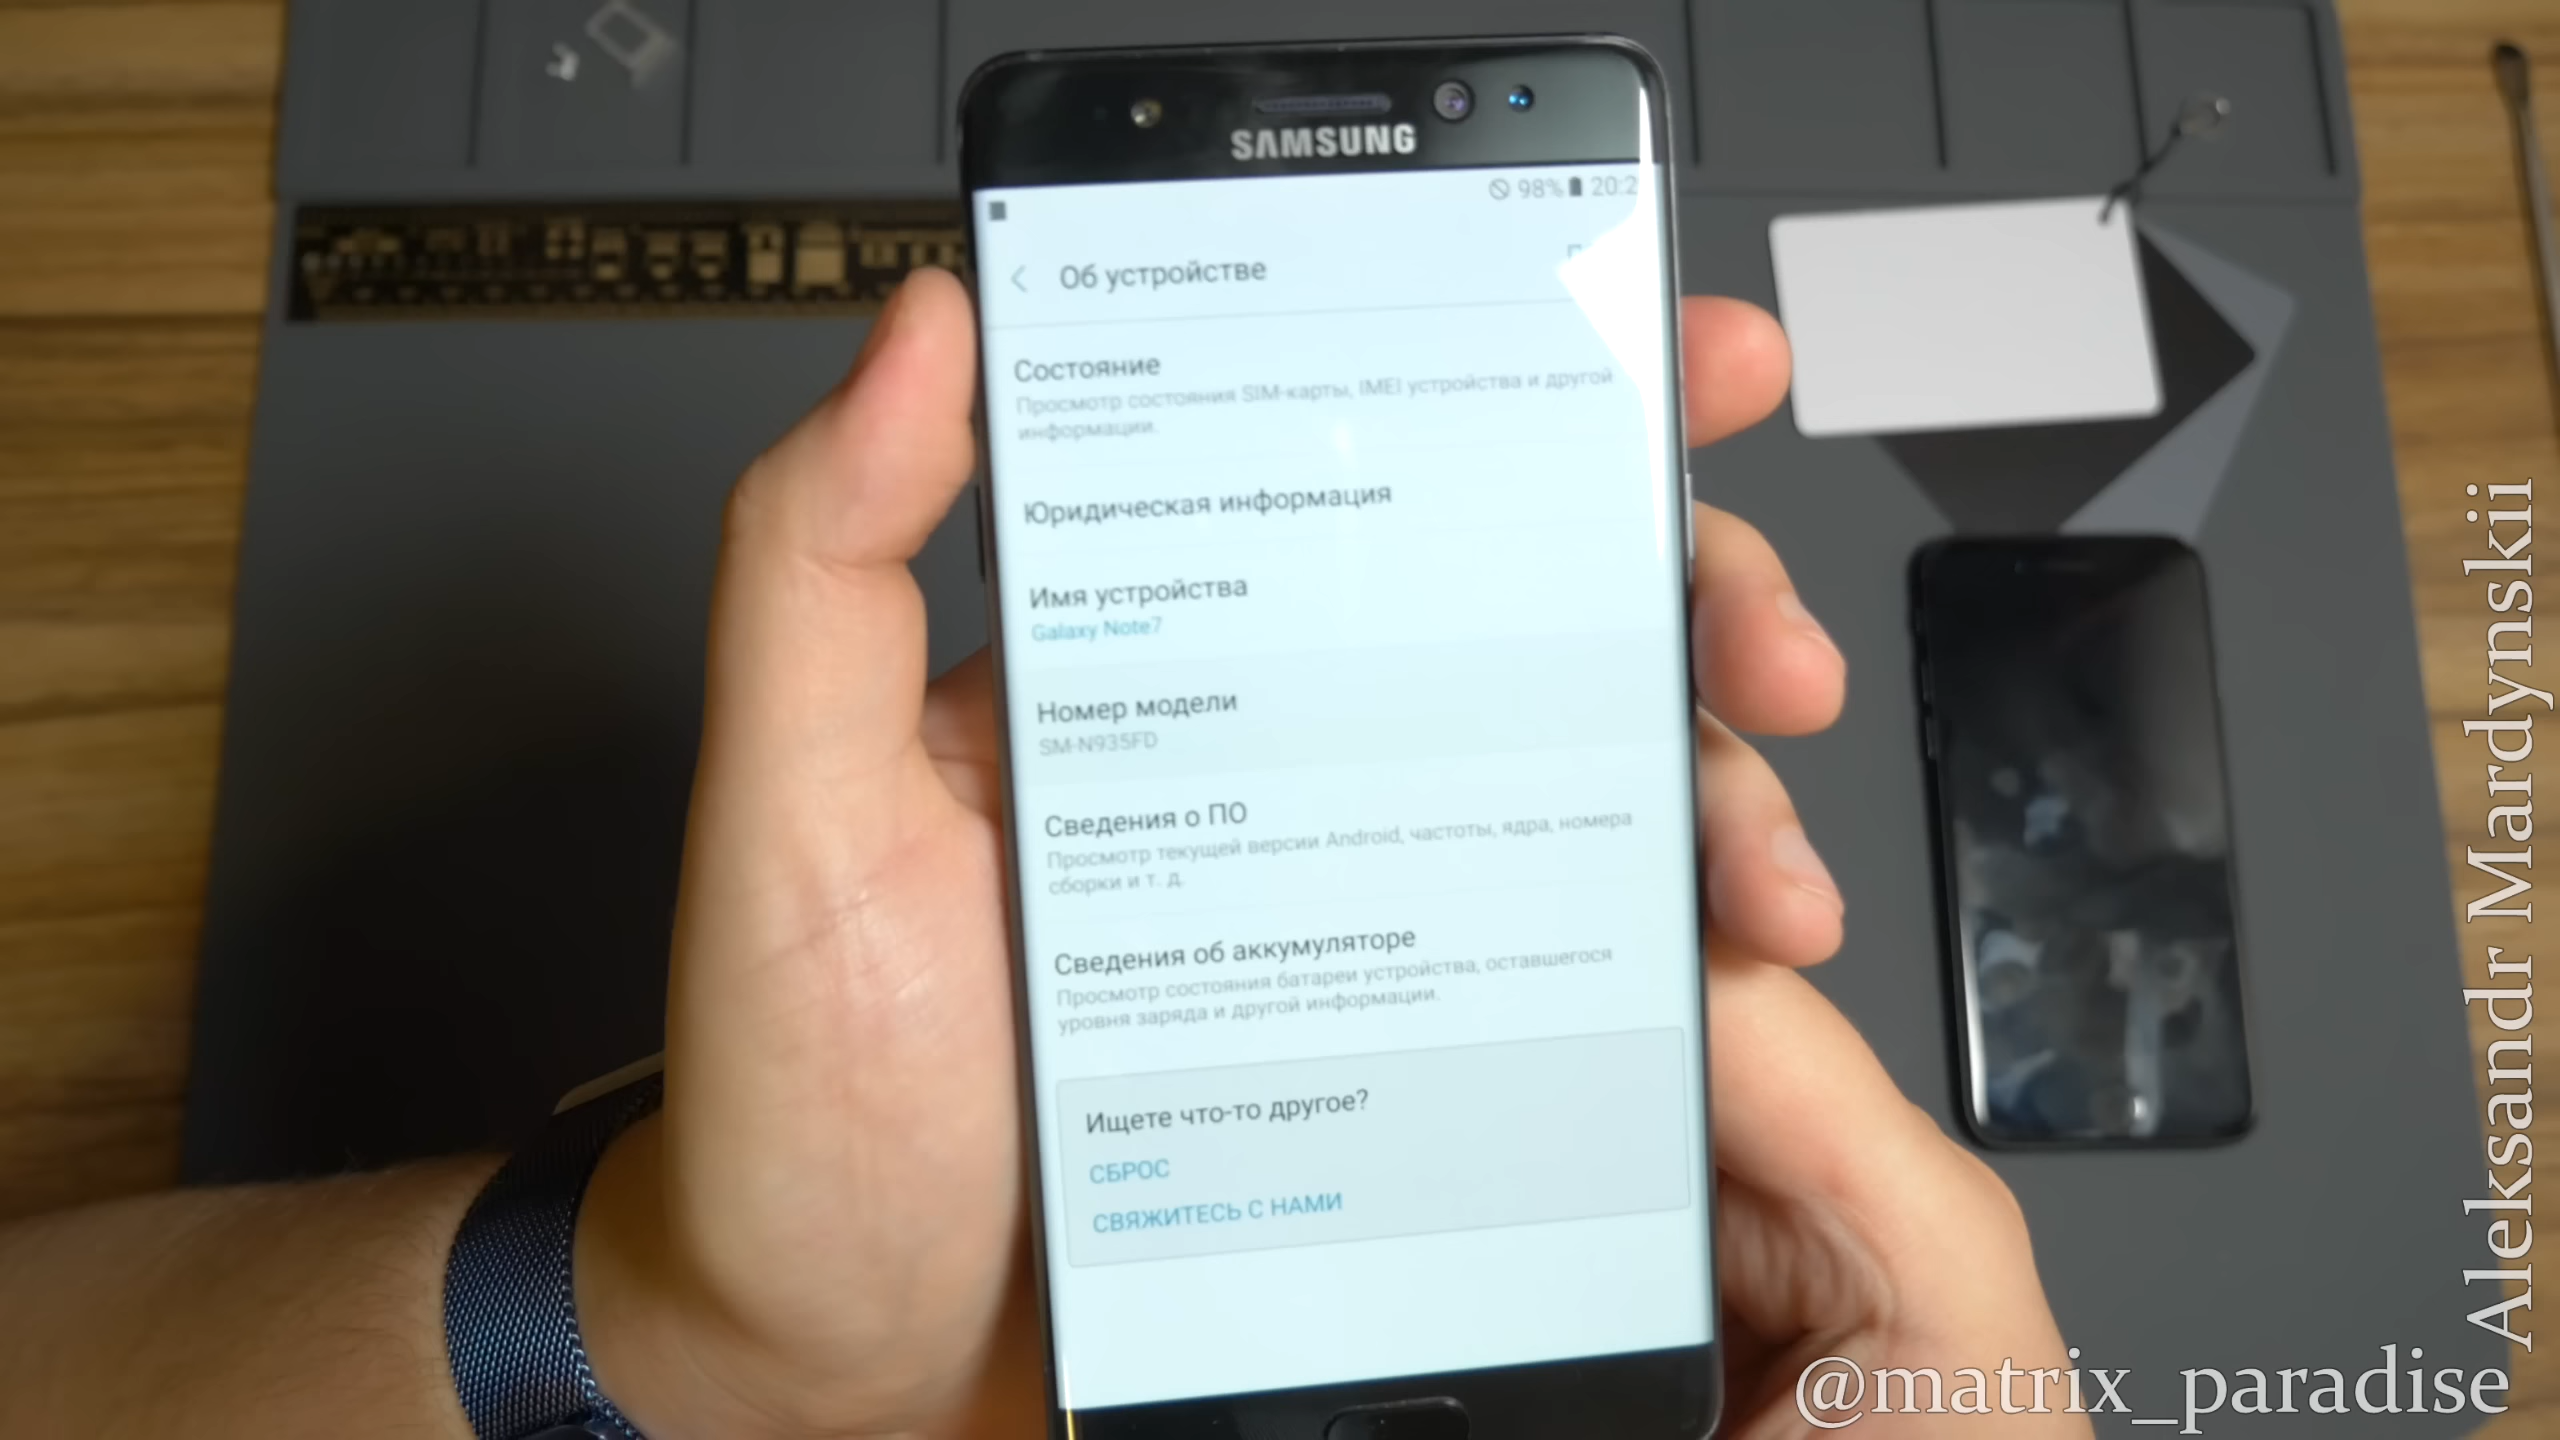 SAMSUNG
98%
Об устройстве
Состояние
Просмотр состояния SIM-карты, IMEI устройства и другой
информации.
Юридическая информация
Имя устройства
Galaxy Note7
Номер модели
SM-N935FD
Сведения о ПО
Просмотр текущей версии Android, частоты, ядра, номера
сборки и т. д.
Сведения об аккумуляторе
Просмотр состояния батареи устройства, оставшегося
уровня заряда и другой информации.
Ищете что-то другое?
СБРОС
СВЯЖИТЕСЬ С НАМИ
Aleksandr Mardynskii
@matrix_paradise